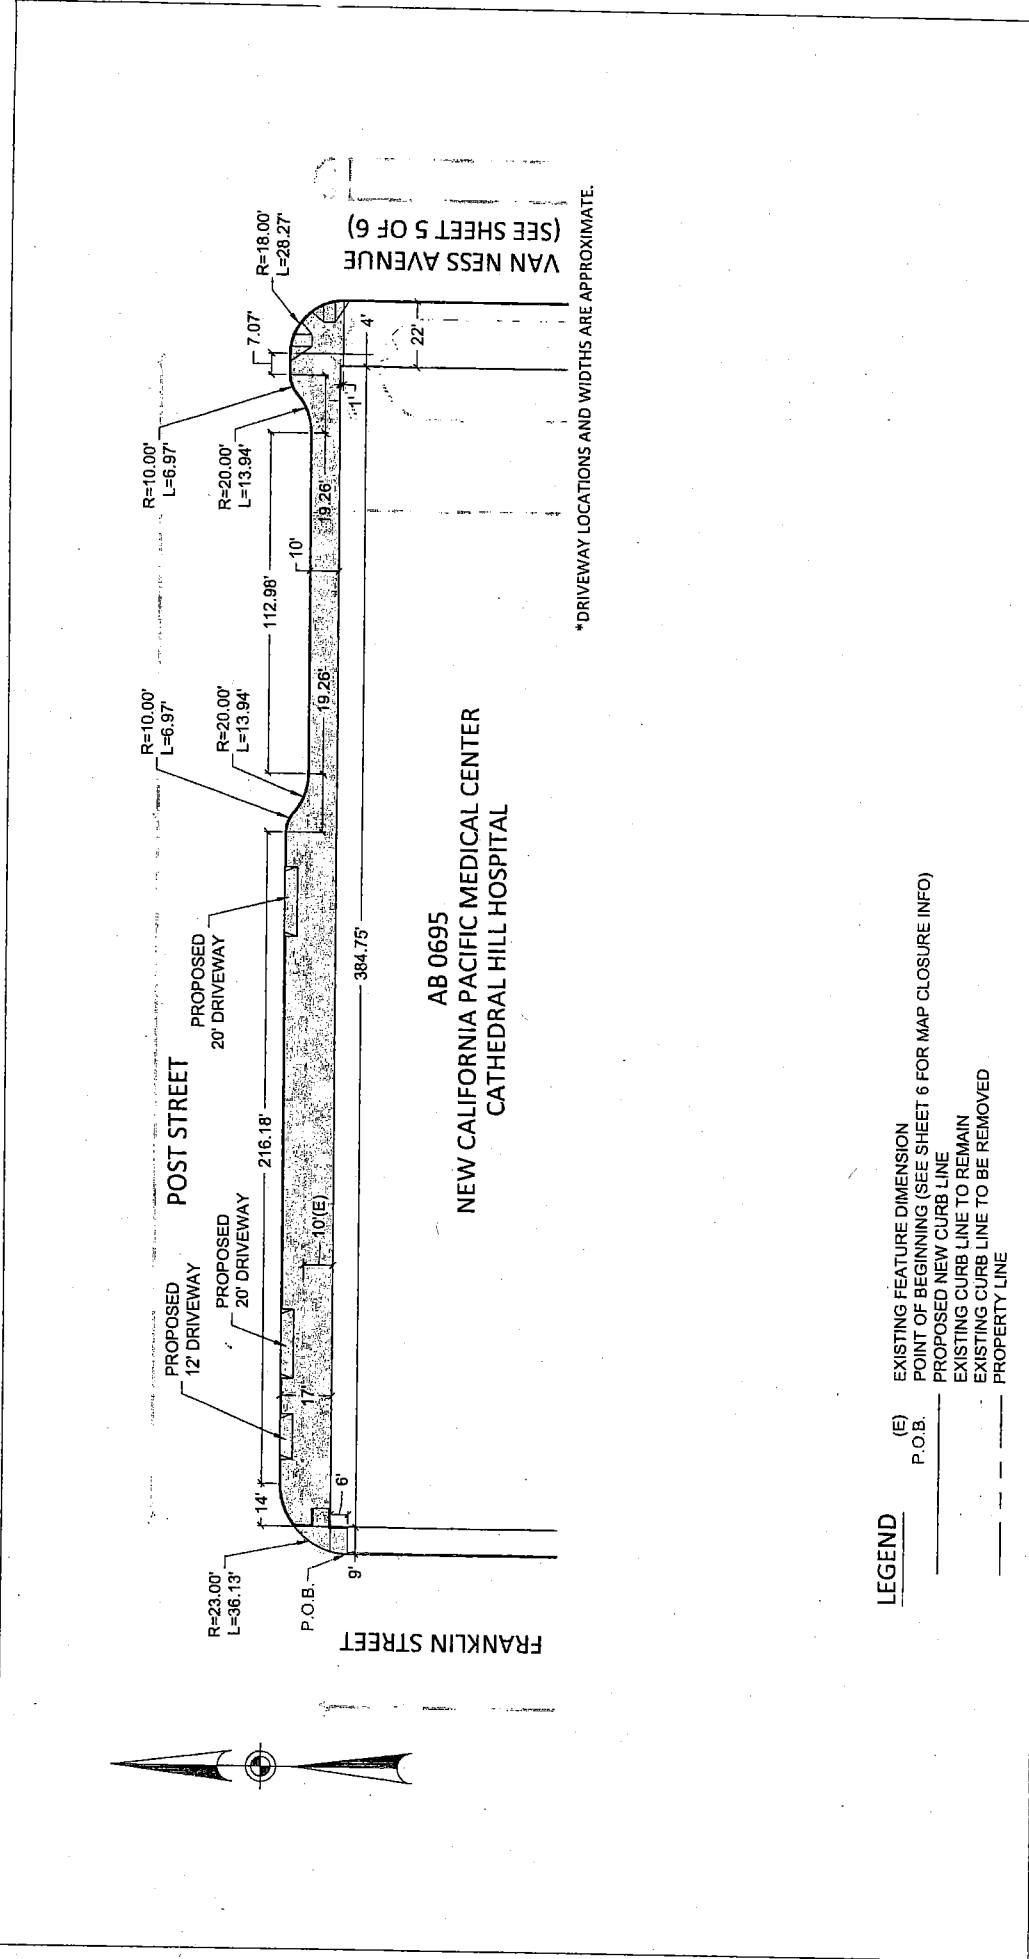 R=23.00'
L=36.13'
P.O.B.
9'
14'
6'
17'
PROPOSED
12' DRIVEWAY
PROPOSED
20' DRIVEWAY
POST STREET
216.18'
10'(E)
PROPOSED
20' DRIVEWAY
R=10.00'
L=6.97'
R=20.00'
L=13.94'
19.26'
112.98'
10'
19.26'
R=10.00'
L=6.97'
R=20.00'
L=13.94'
7.07'
R=18.00'
L=28.27'
1'
4'
22'
384.75'
FRANKLIN STREET
VAN NESS AVENUE
(SEE SHEET 5 OF 6)
AB 0695
NEW CALIFORNIA PACIFIC MEDICAL CENTER
CATHEDRAL HILL HOSPITAL
*DRIVEWAY LOCATIONS AND WIDTHS ARE APPROXIMATE.
LEGEND
(E) EXISTING FEATURE DIMENSION
P.O.B. POINT OF BEGINNING (SEE SHEET 6 FOR MAP CLOSURE INFO)
PROPOSED NEW CURB LINE
EXISTING CURB LINE TO REMAIN
EXISTING CURB LINE TO BE REMOVED
PROPERTY LINE